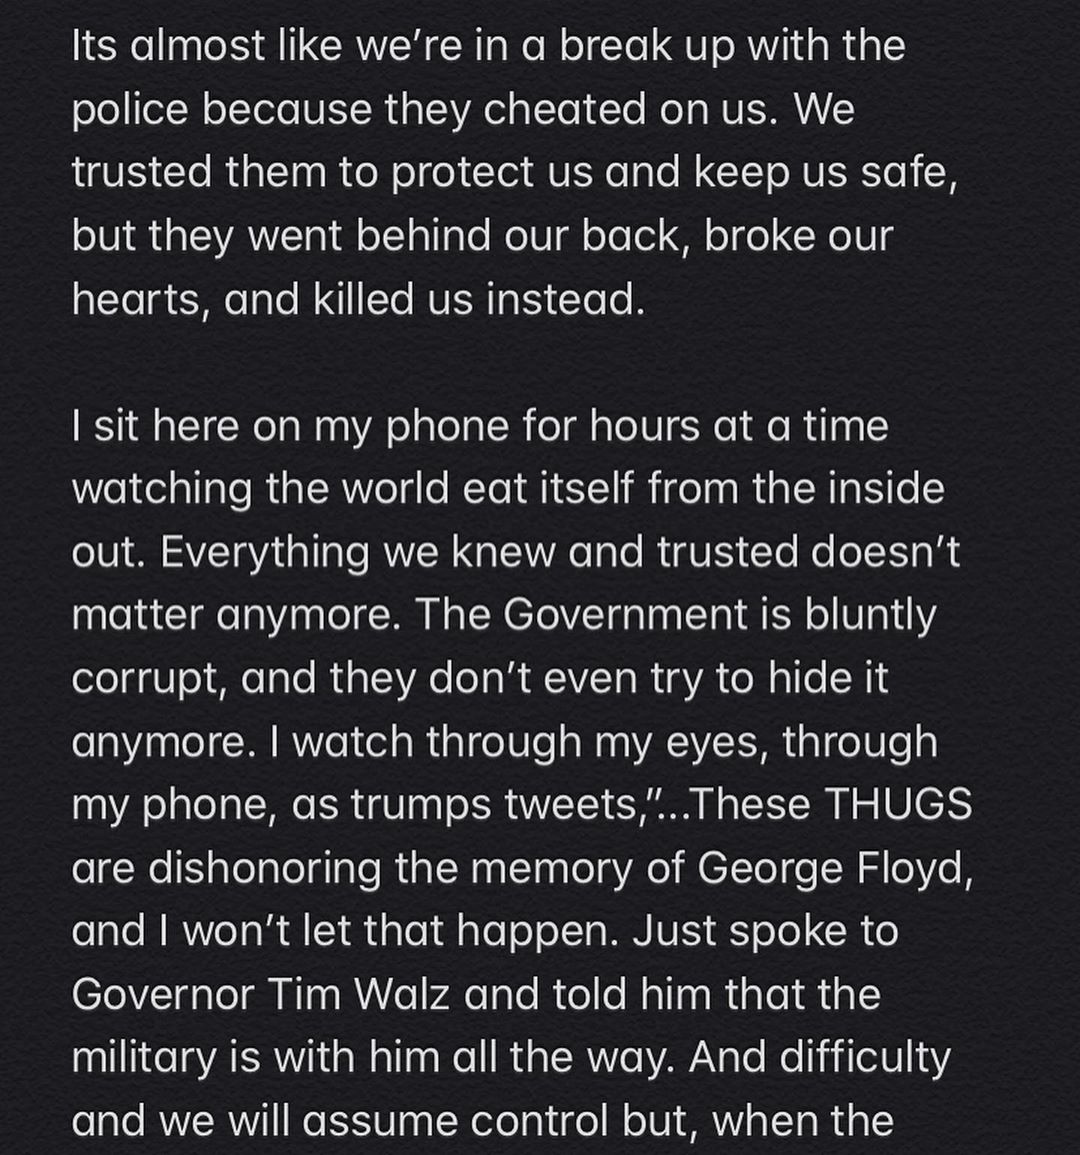 Its almost like we’re in a break up with the
police because they cheated on us. We
trusted them to protect us and keep us safe,
but they went behind our back, broke our
hearts, and killed us instead.
I sit here on my phone for hours at a time
watching the world eat itself from the inside
out. Everything we knew and trusted doesn’t
matter anymore. The Government is bluntly
corrupt, and they don’t even try to hide it
anymore. I watch through my eyes, through
my phone, as trumps tweets,”...These THUGS
are dishonoring the memory of George Floyd,
and I won’t let that happen. Just spoke to
Governor Tim Walz and told him that the
military is with him all the way. And difficulty
and we will assume control but, when the